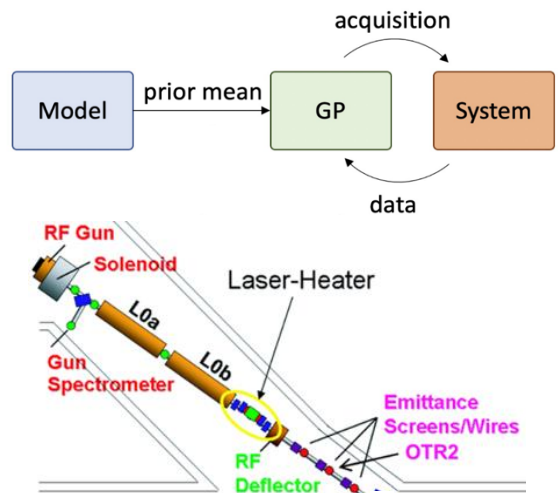 acquisition
Model
prior mean
GP
System
data
RF Gun
Solenoid
Laser-Heater
L0a
L0b
Gun
Spectrometer
Emittance
Screens/Wires
OTR2
RF
Deflector